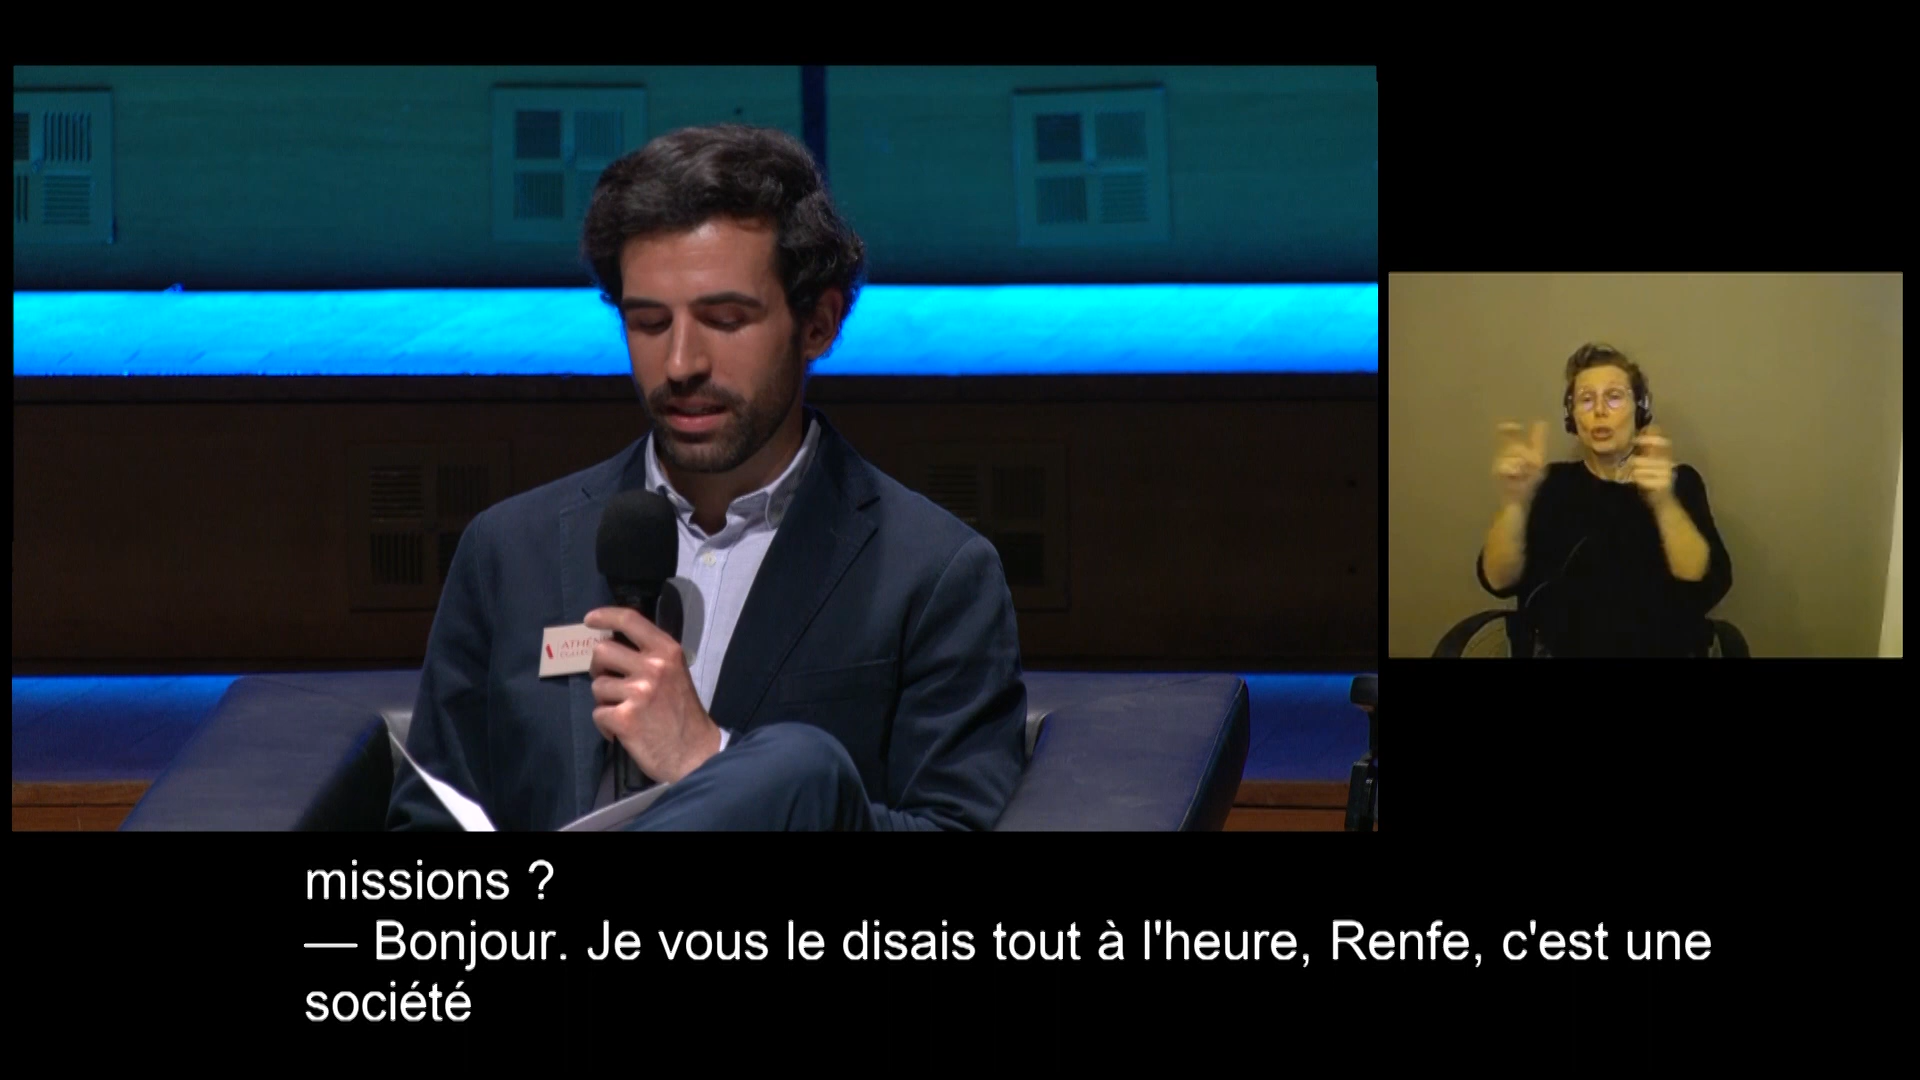 missions ?
— Bonjour. Je vous le disais tout à l'heure, Renfe, c'est une
société